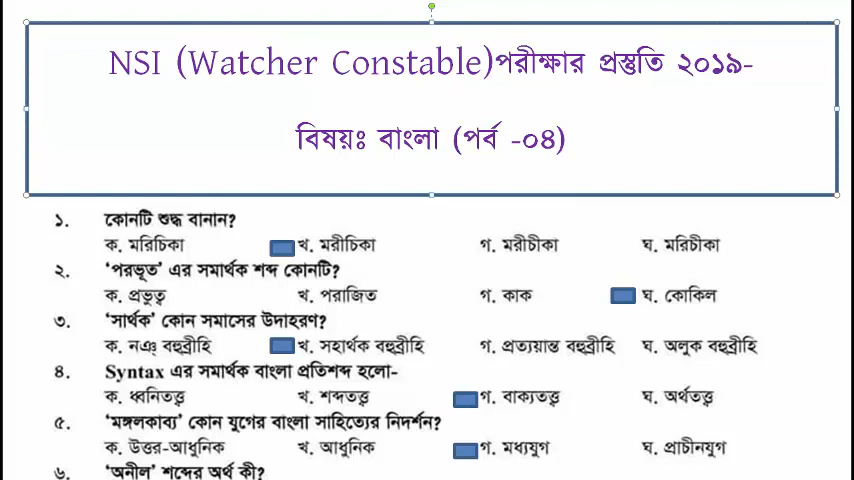 NSI (Watcher Constable)পরীক্ষার প্রস্তুতি ২০১৯-
বিষয়ঃ বাংলা (পর্ব -০৪)
১. কোনটি শুদ্ধ বানান?
ক. মরিচিকা খ. মরীচিকা গ. মরীচীকা ঘ. মরিচীকা
২. ‘পরভূত’ এর সমার্থক শব্দ কোনটি?
ক. প্রভুত্ব খ. পরাজিত গ. কাক ঘ. কোকিল
৩. ‘সার্থক’ কোন সমাসের উদাহরণ?
ক. নঞ্ বহুব্রীহি খ. সহার্থক বহুব্রীহি গ. প্রত্যয়ান্ত বহুব্রীহি ঘ. অলুক বহুব্রীহি
৪. Syntax এর সমার্থক বাংলা প্রতিশব্দ হলো-
ক. ধ্বনিতত্ত্ব খ. শব্দতত্ত্ব গ. বাক্যতত্ত্ব ঘ. অর্থতত্ত্ব
৫. ‘মঙ্গলকাব্য’ কোন যুগের বাংলা সাহিত্যের নিদর্শন?
ক. উত্তর-আধুনিক খ. আধুনিক গ. মধ্যযুগ ঘ. প্রাচীনযুগ
৬. ‘অনীল’ শব্দের অর্থ কী?